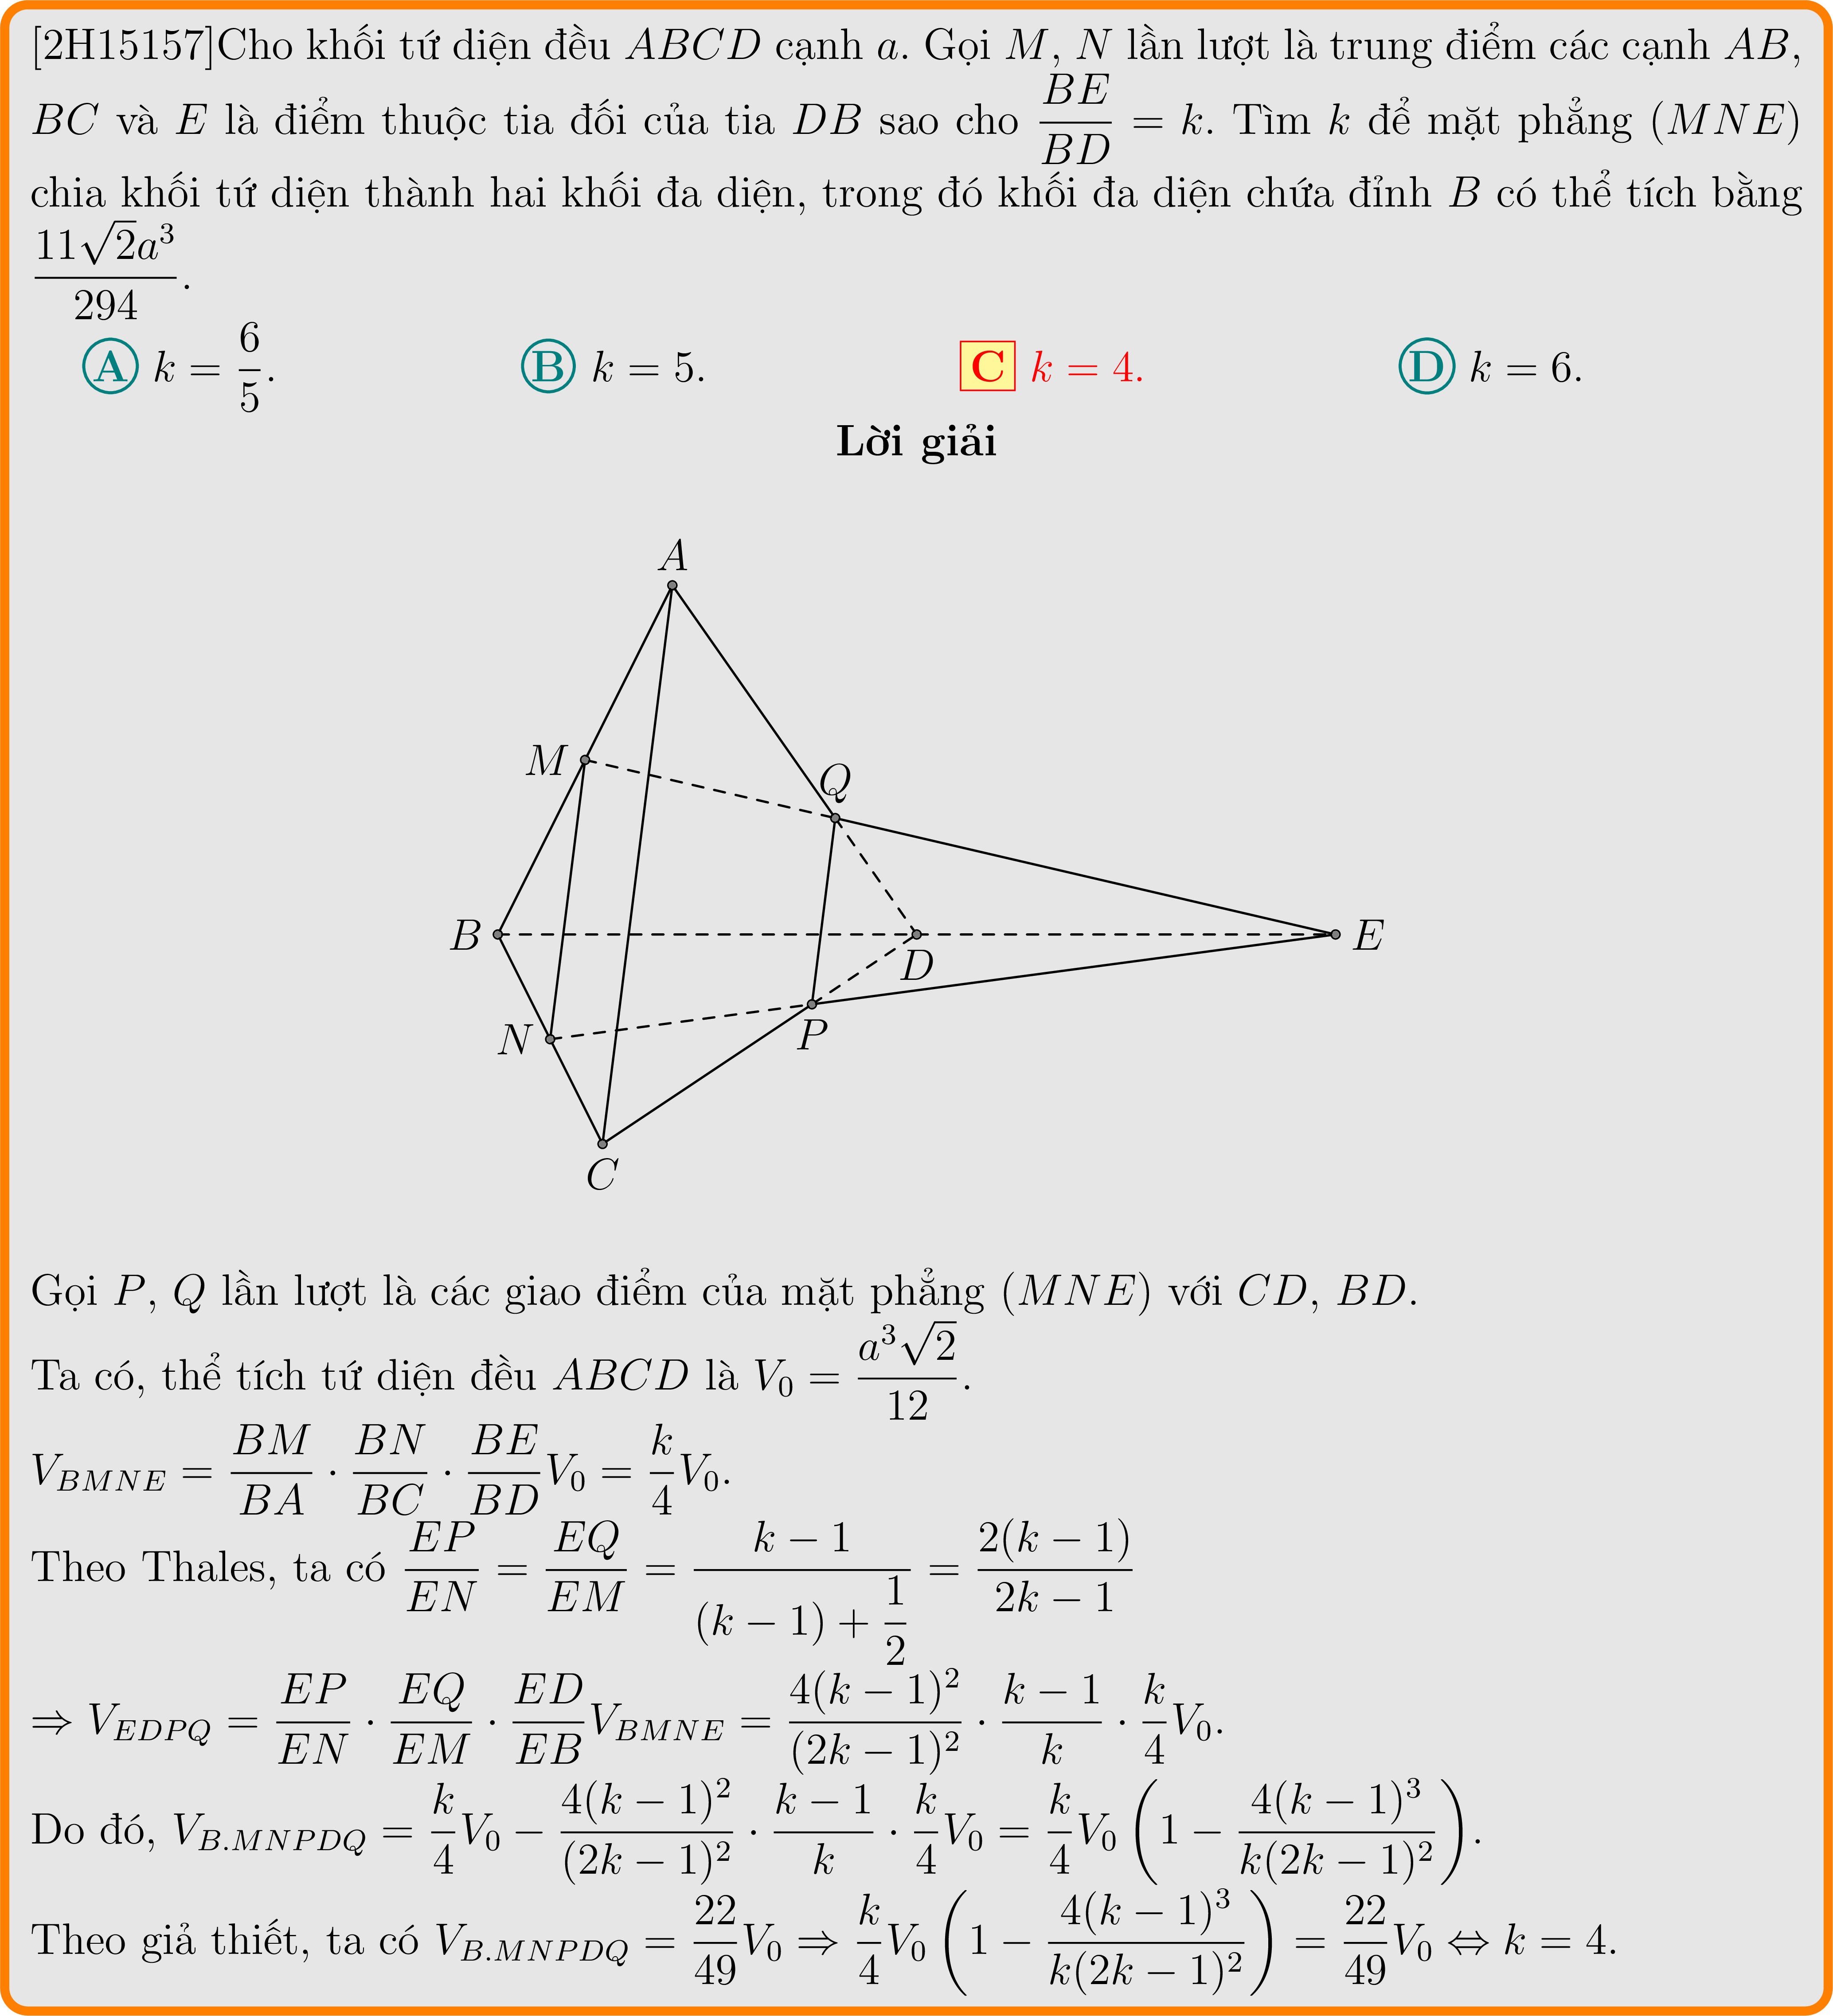 [2H15157]Cho khối tứ diện đều ABCD cạnh a. Gọi M, N lần lượt là trung điểm các cạnh AB,
BC và E là điểm thuộc tia đối của tia DB sao cho \frac{BE}{BD} = k. Tìm k để mặt phẳng (MNE)
chia khối tứ diện thành hai khối đa diện, trong đó khối đa diện chứa đỉnh B có thể tích bằng
\frac{11\sqrt{2}a^3}{294}.
A k = \frac{6}{5}. B k = 5. C k = 4. D k = 6.
Lời giải
A
M
Q
B
D
E
N
P
C
Gọi P, Q lần lượt là các giao điểm của mặt phẳng (MNE) với CD, BD.
Ta có, thể tích tứ diện đều ABCD là V_0 = \frac{a^3\sqrt{2}}{12}.
V_{BMNE} = \frac{BM}{BA} · \frac{BN}{BC} · \frac{BE}{BD}V_0 = \frac{k}{4}V_0.
Theo Thales, ta có \frac{EP}{EN} = \frac{EQ}{EM} = \frac{k - 1}{(k - 1) + \frac{1}{2}} = \frac{2(k - 1)}{2k - 1}
⇒ V_{EDPQ} = \frac{EP}{EN} · \frac{EQ}{EM} · \frac{ED}{EB}V_{BMNE} = \frac{4(k - 1)^2}{(2k - 1)^2} · \frac{k - 1}{k} · \frac{k}{4}V_0.
Do đó, V_{B.MNPDQ} = \frac{k}{4}V_0 - \frac{4(k - 1)^2}{(2k - 1)^2} · \frac{k - 1}{k} · \frac{k}{4}V_0 = \frac{k}{4}V_0 \left(1 - \frac{4(k - 1)^3}{k(2k - 1)^2}\right).
Theo giả thiết, ta có V_{B.MNPDQ} = \frac{22}{49}V_0 ⇒ \frac{k}{4}V_0 \left(1 - \frac{4(k - 1)^3}{k(2k - 1)^2}\right) = \frac{22}{49}V_0 ⇔ k = 4.